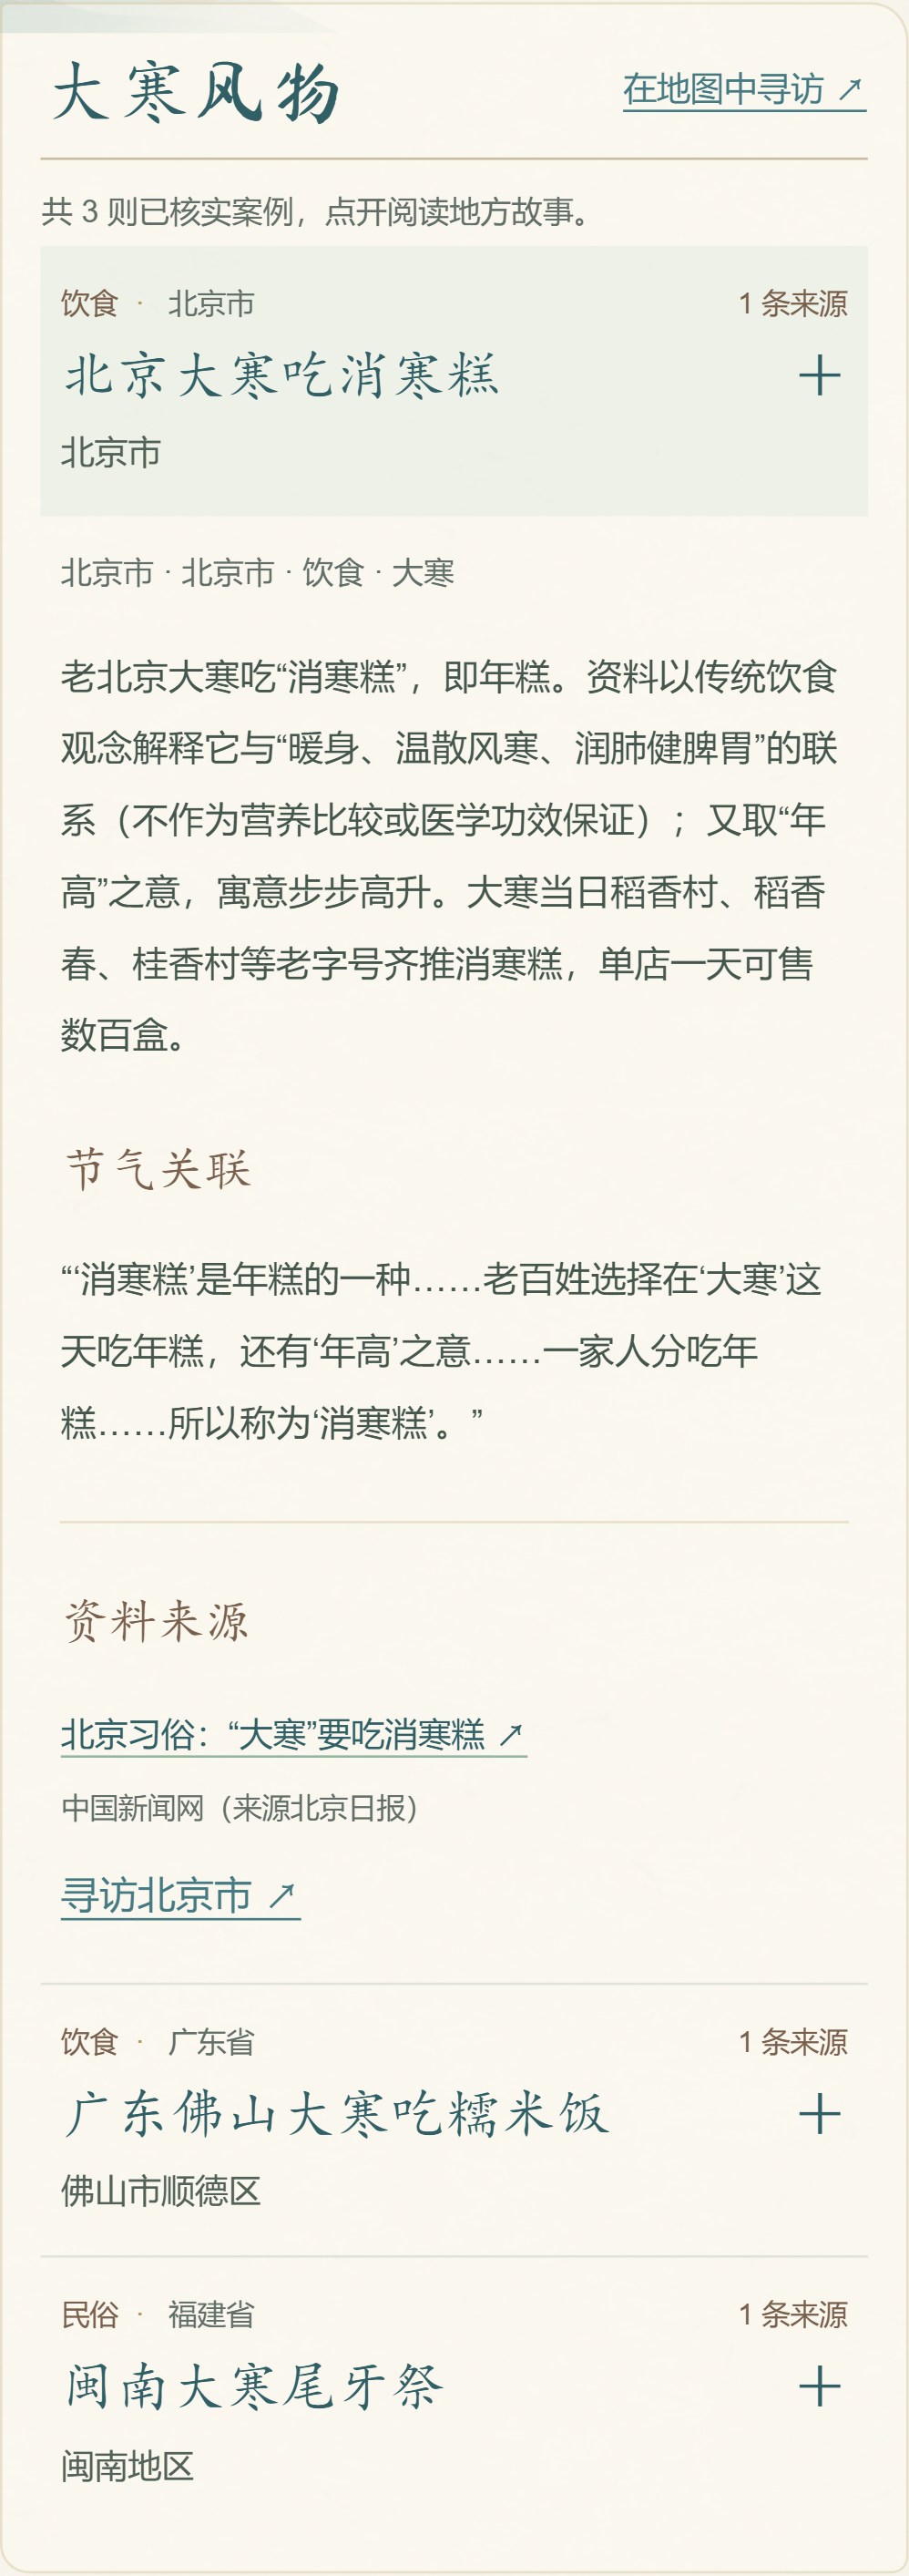 大寒风物
在地图中寻访 ↗
共 3 则已核实案例，点开阅读地方故事。
饮食 · 北京市
1 条来源
北京大寒吃消寒糕
北京市
北京市 · 北京市 · 饮食 · 大寒
老北京大寒吃“消寒糕”，即年糕。资料以传统饮食
观念解释它与“暖身、温散风寒、润肺健脾胃”的联
系（不作为营养比较或医学功效保证）；又取“年
高”之意，寓意步步高升。大寒当日稻香村、稻香
春、桂香村等老字号齐推消寒糕，单店一天可售
数百盒。
节气关联
“‘消寒糕’是年糕的一种……老百姓选择在‘大寒’这
天吃年糕，还有‘年高’之意……一家人分吃年
糕……所以称为‘消寒糕’。”
资料来源
北京习俗：“大寒”要吃消寒糕 ↗
中国新闻网（来源北京日报）
寻访北京市 ↗
饮食 · 广东省
1 条来源
广东佛山大寒吃糯米饭
佛山市顺德区
民俗 · 福建省
1 条来源
闽南大寒尾牙祭
闽南地区